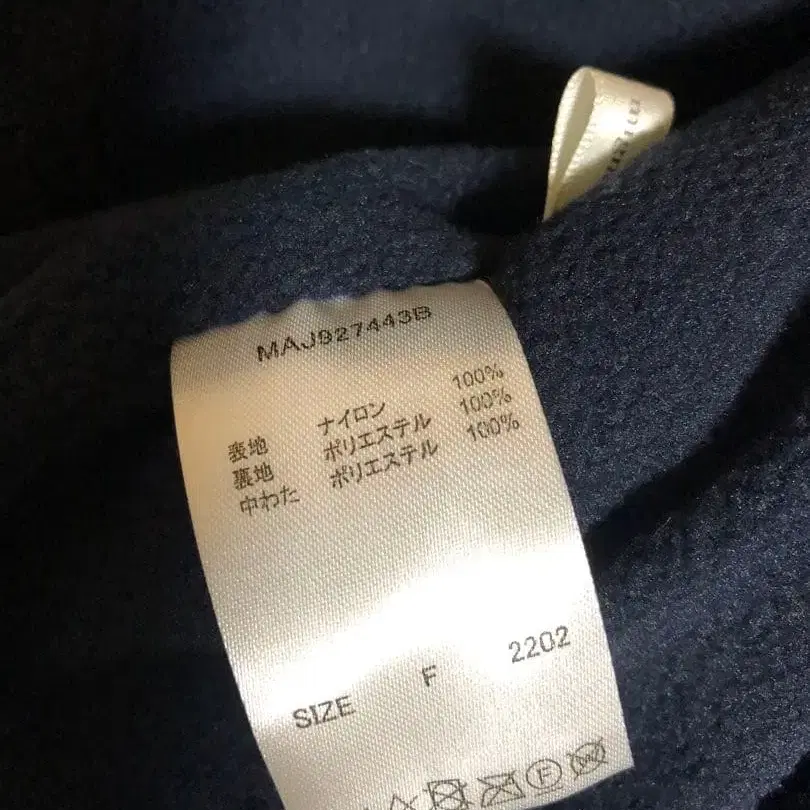 MAJ927443B
表地 ナイロン 100%
裏地 ポリエステル 100%
中わた ポリエステル 100%
SIZE F 2202
F